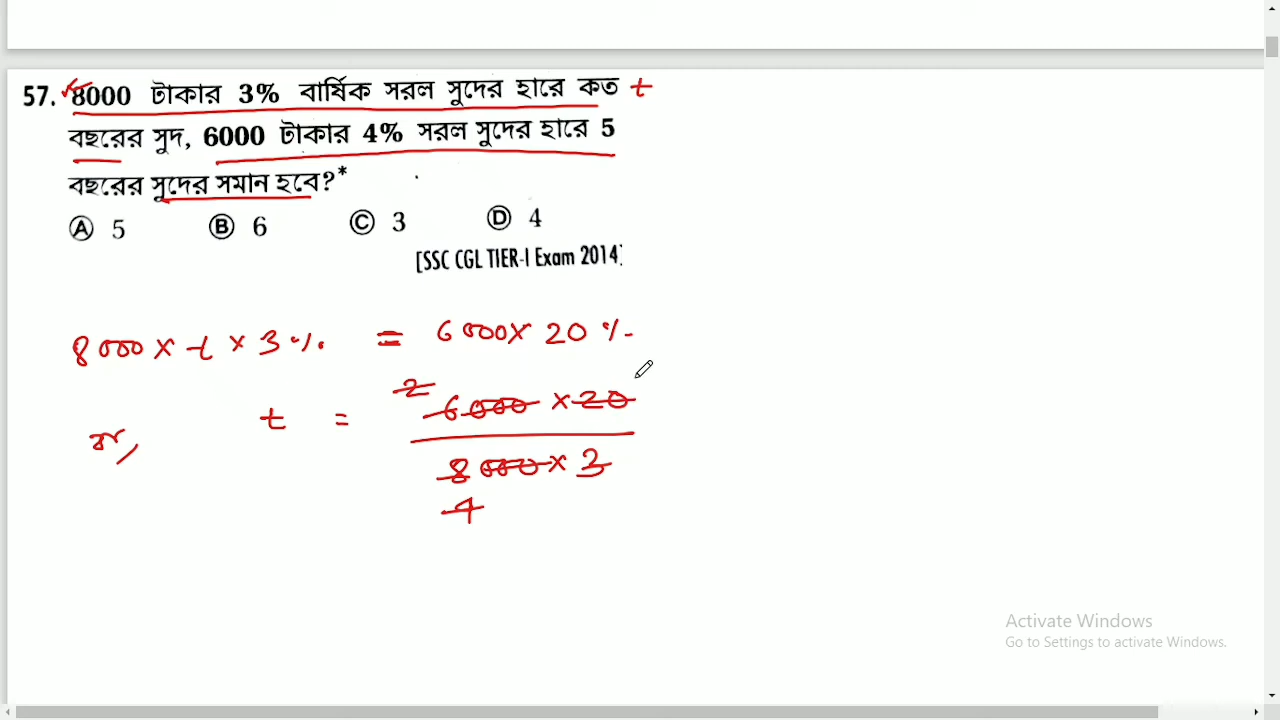 57. 8000 টাকার 3% বার্ষিক সরল সুদের হারে কত t
বছরের সুদ, 6000 টাকার 4% সরল সুদের হারে 5
বছরের সুদের সমান হবে?*
Ⓐ 5 Ⓑ 6 Ⓒ 3 Ⓓ 4
[SSC CGL TIER-I Exam 2014]
8000 × t × 3% = 6000 × 20%
2
6000 × 20
or, t =
8000 × 3
4
Activate Windows
Go to Settings to activate Windows.